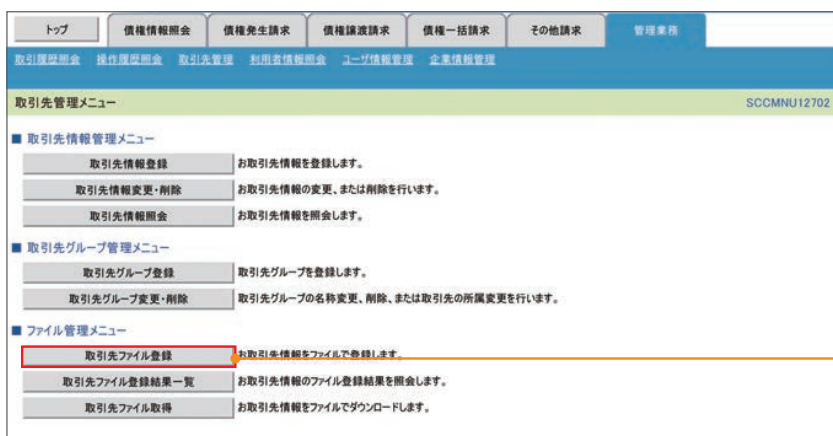 トップ 債権情報照会 債権発生請求 債権譲渡請求 債権一括請求 その他請求 管理業務
取引履歴照会 操作履歴照会 取引先管理 利用者情報照会 ユーザ情報管理 企業情報管理
取引先管理メニュー SCCMNU12702
■ 取引先情報管理メニュー
取引先情報登録 お取引先情報を登録します。
取引先情報変更・削除 お取引先情報の変更、または削除を行います。
取引先情報照会 お取引先情報を照会します。
■ 取引先グループ管理メニュー
取引先グループ登録 取引先グループを登録します。
取引先グループ変更・削除 取引先グループの名称変更、削除、または取引先の所属変更を行います。
■ ファイル管理メニュー
取引先ファイル登録 お取引先情報をファイルで登録します。
取引先ファイル登録結果一覧 お取引先情報のファイル登録結果を照会します。
取引先ファイル取得 お取引先情報をファイルでダウンロードします。